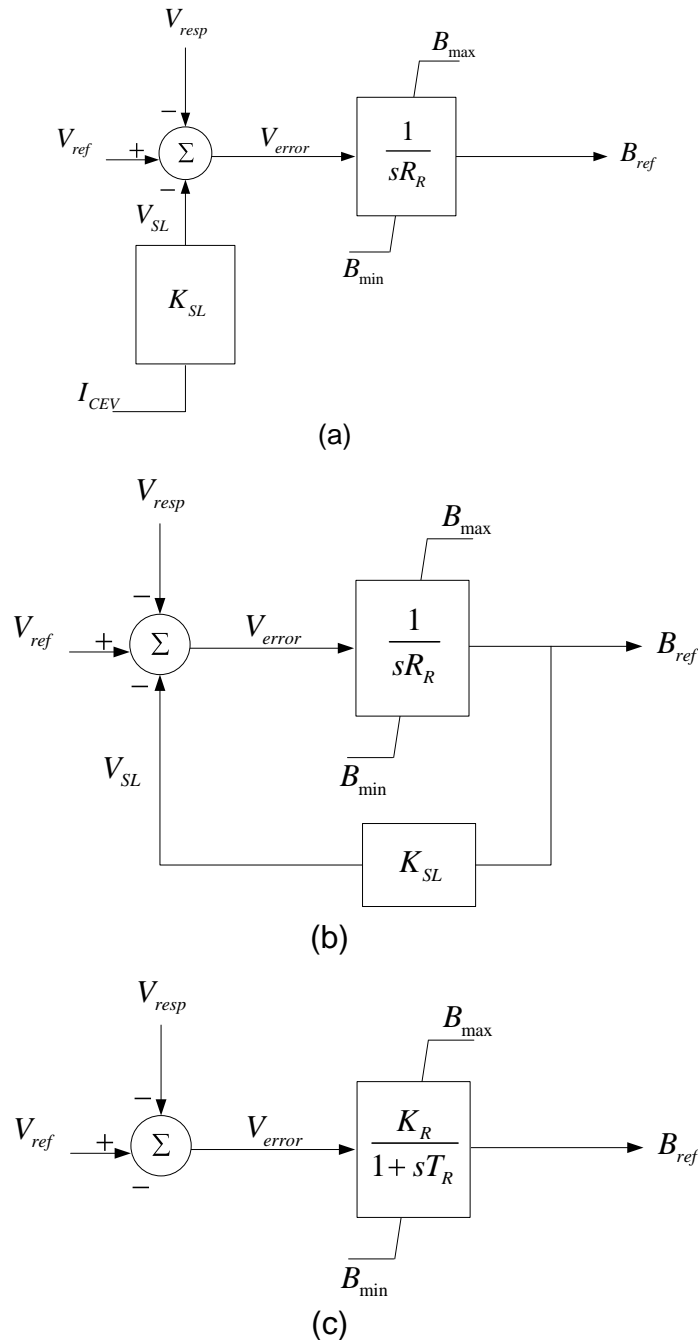 V_resp
B_max
−
V_ref + Σ V_error 1/(sR_R) B_ref
−
V_SL
B_min
K_SL
I_CEV
(a)
V_resp
B_max
−
V_ref + Σ V_error 1/(sR_R) B_ref
−
V_SL
B_min
K_SL
(b)
V_resp
B_max
−
V_ref + Σ V_error K_R/(1 + sT_R) B_ref
−
B_min
(c)